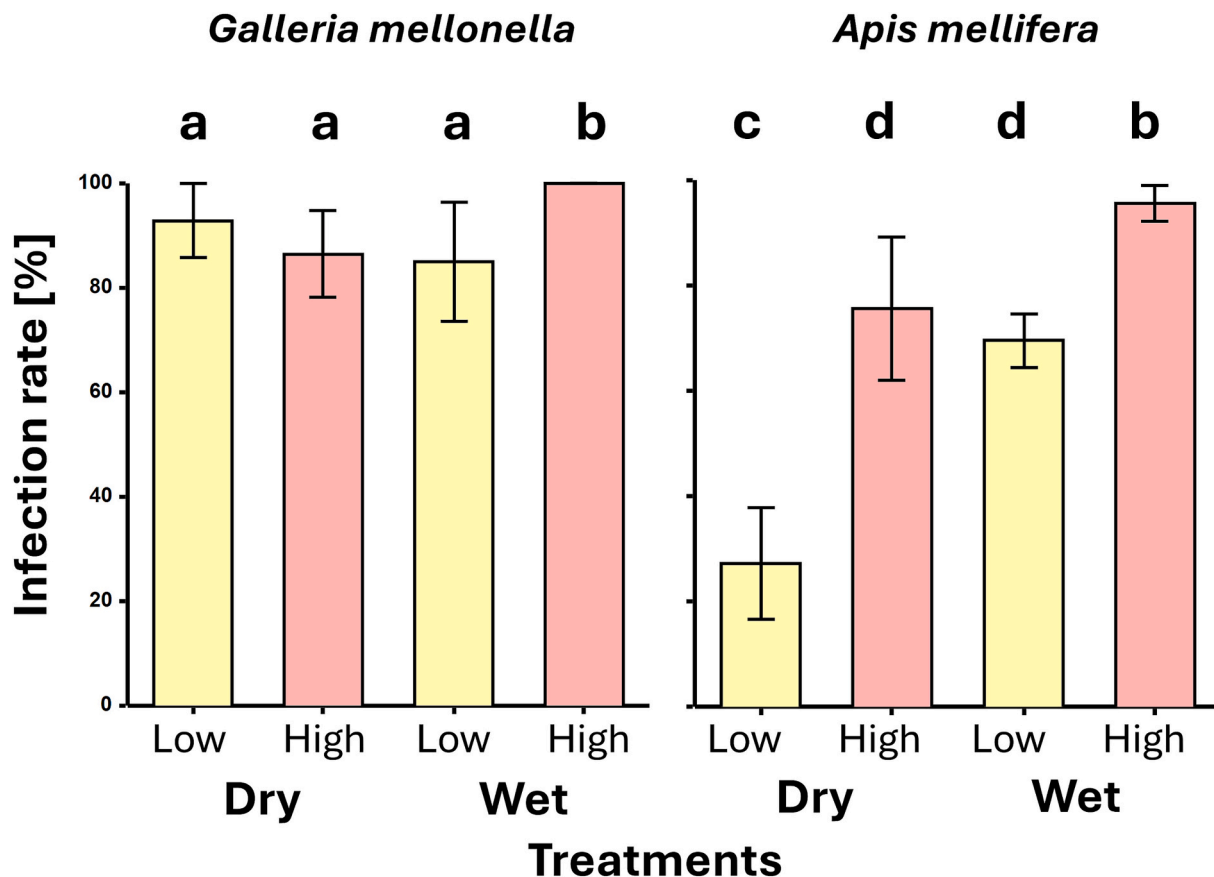 Galleria mellonella Apis mellifera
a a a b c d d b
100
80
60
40
20
0
Infection rate [%]
Low High Low High Low High Low High
Dry Wet Dry Wet
Treatments